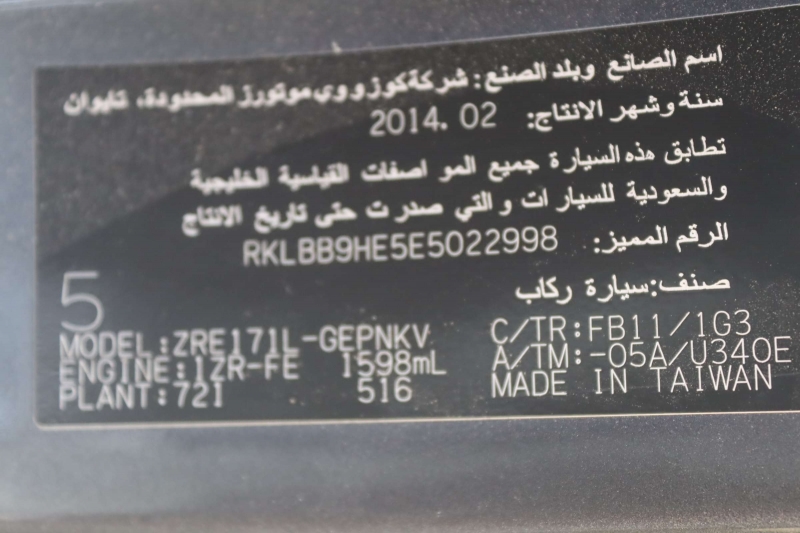 اسم الصانع وبلد الصنع: شركة كوزوووي موتورز المحدودة، تايوان
سنة وشهر الانتاج: 2014.02
تطابق هذه السيارة جميع المواصفات القياسية الخليجية
والسعودية للسيارات والتي صدرت حتى تاريخ الانتاج
الرقم المميز: RKLBB9HE5E5022998
صنف:سيارة ركاب
5
MODEL:ZRE171L-GEPNKV C/TR:FB11/1G3
ENGINE:1ZR-FE 1598mL A/TM:-05A/U340E
PLANT:721 516 MADE IN TAIWAN